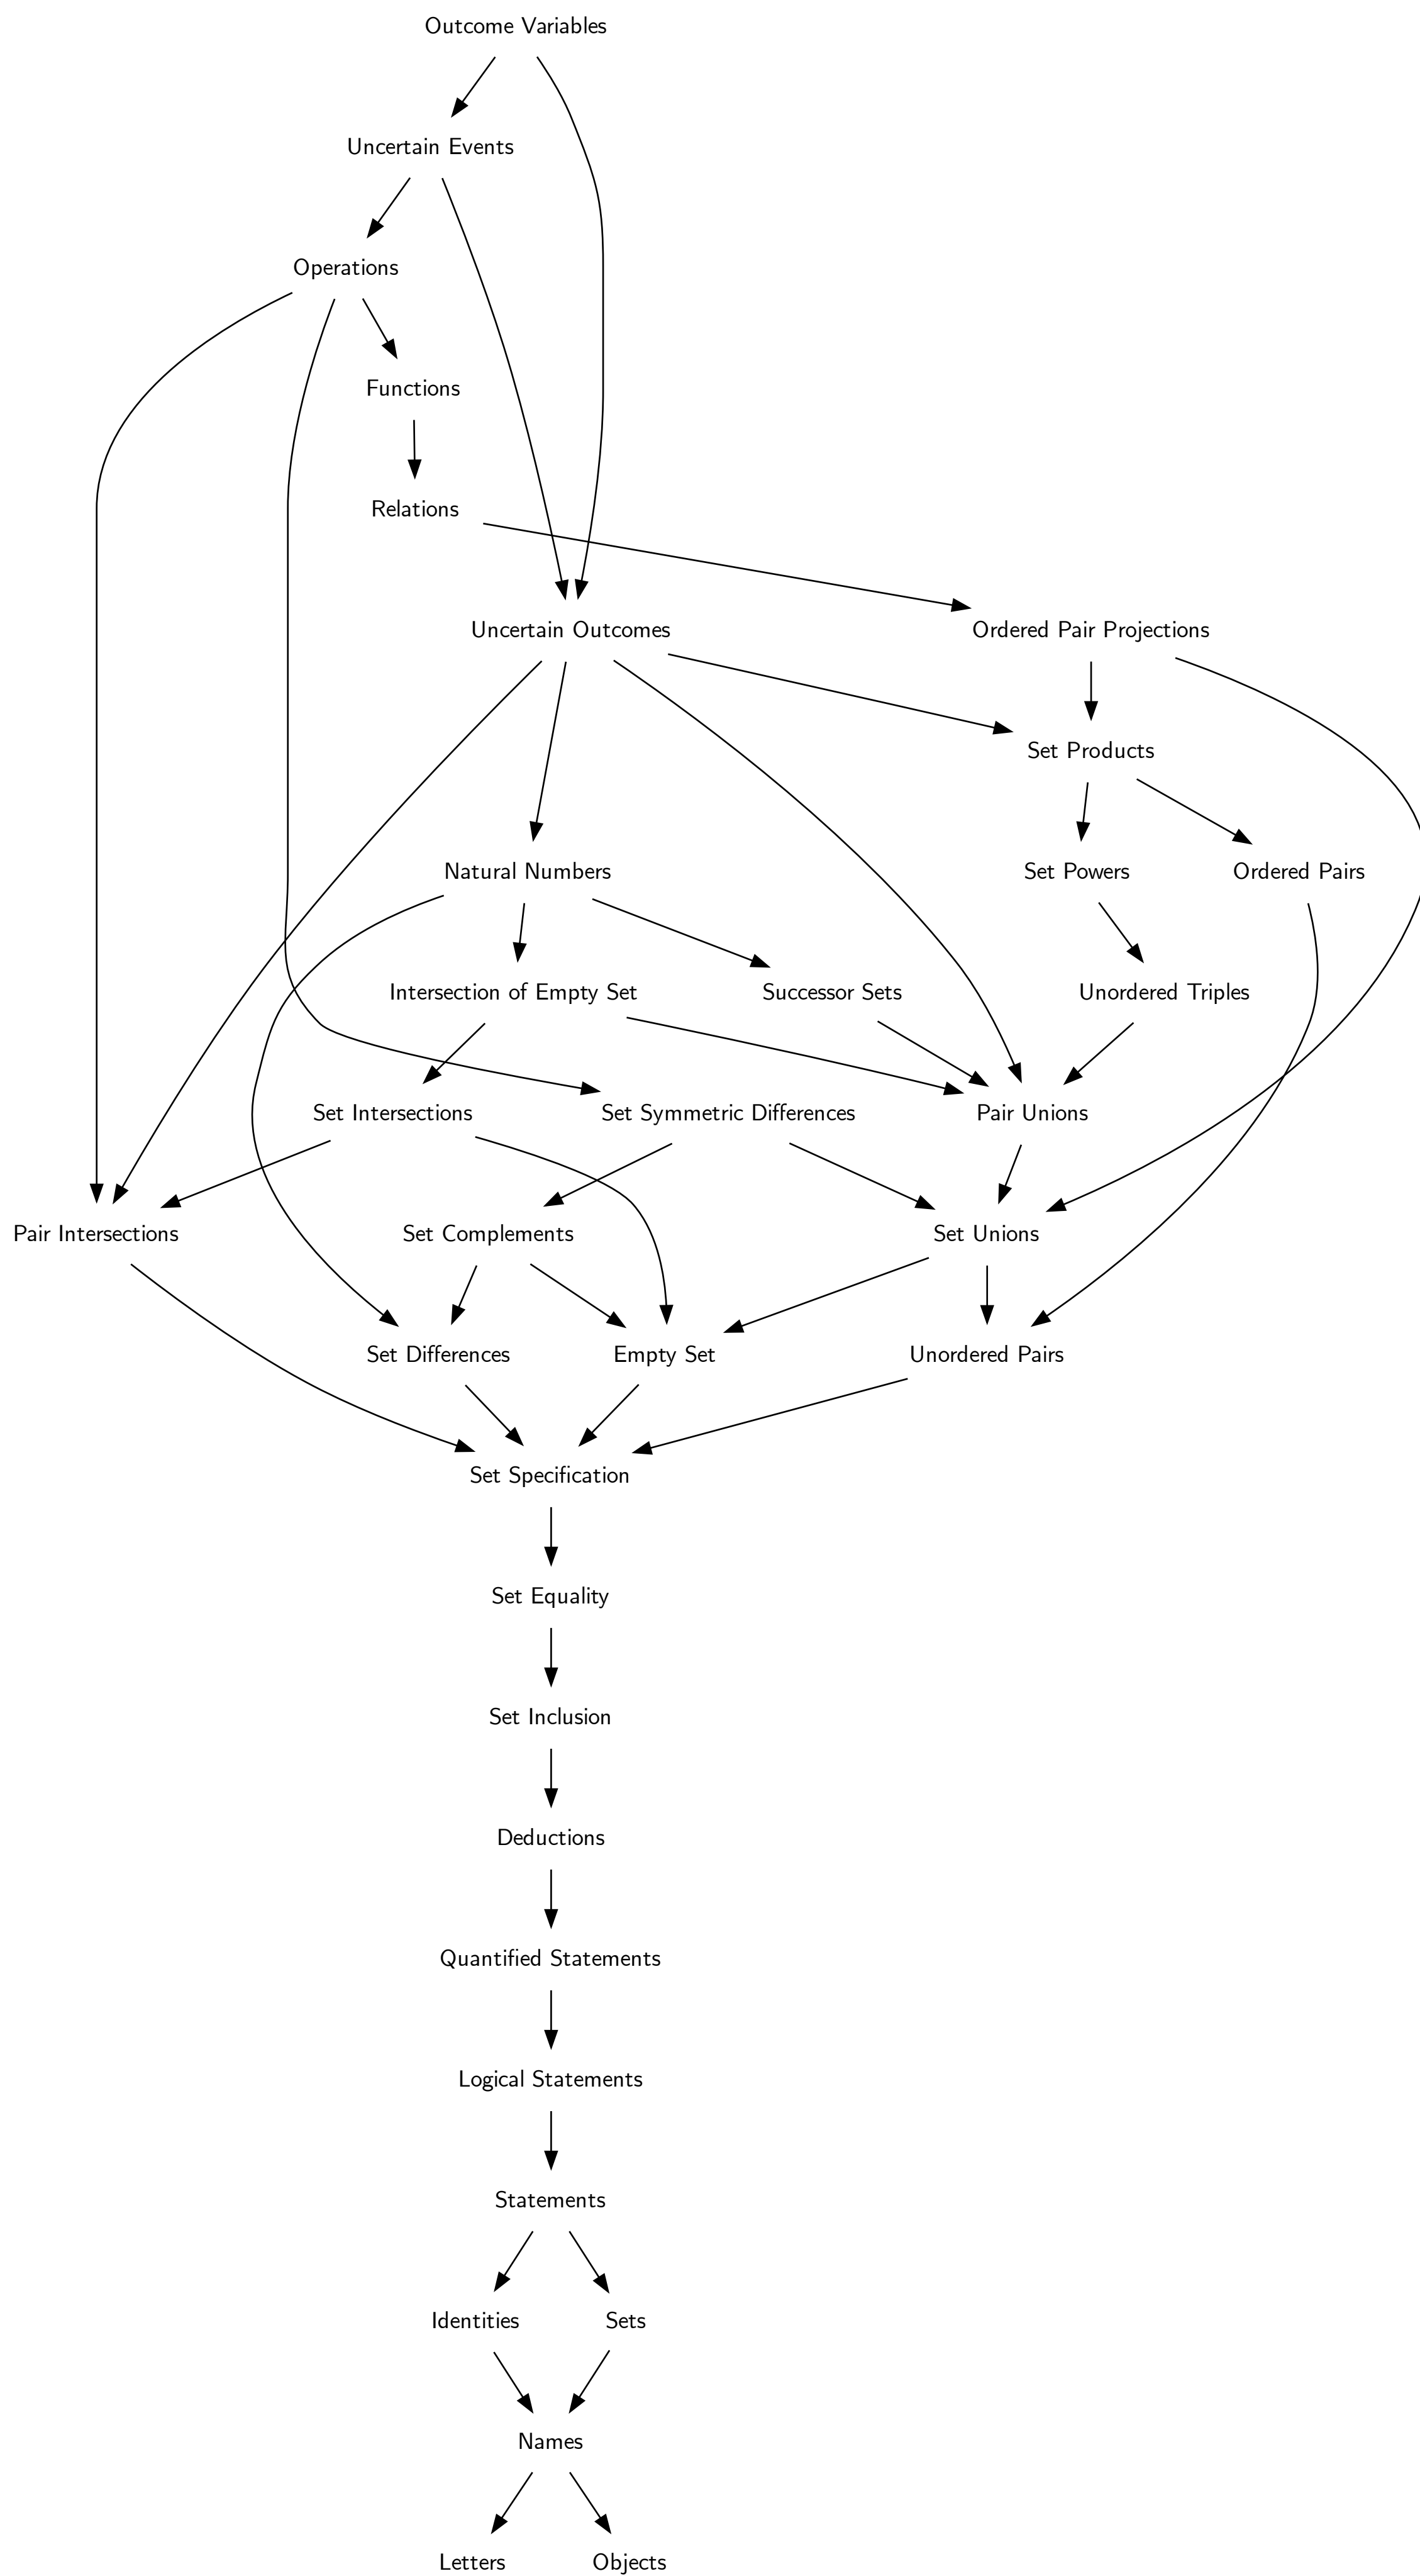 Outcome Variables
Uncertain Events
Operations
Functions
Relations
Uncertain Outcomes
Ordered Pair Projections
Set Products
Natural Numbers
Set Powers
Ordered Pairs
Intersection of Empty Set
Successor Sets
Unordered Triples
Set Intersections
Set Symmetric Differences
Pair Unions
Pair Intersections
Set Complements
Set Unions
Set Differences
Empty Set
Unordered Pairs
Set Specification
Set Equality
Set Inclusion
Deductions
Quantified Statements
Logical Statements
Statements
Identities
Sets
Names
Letters
Objects